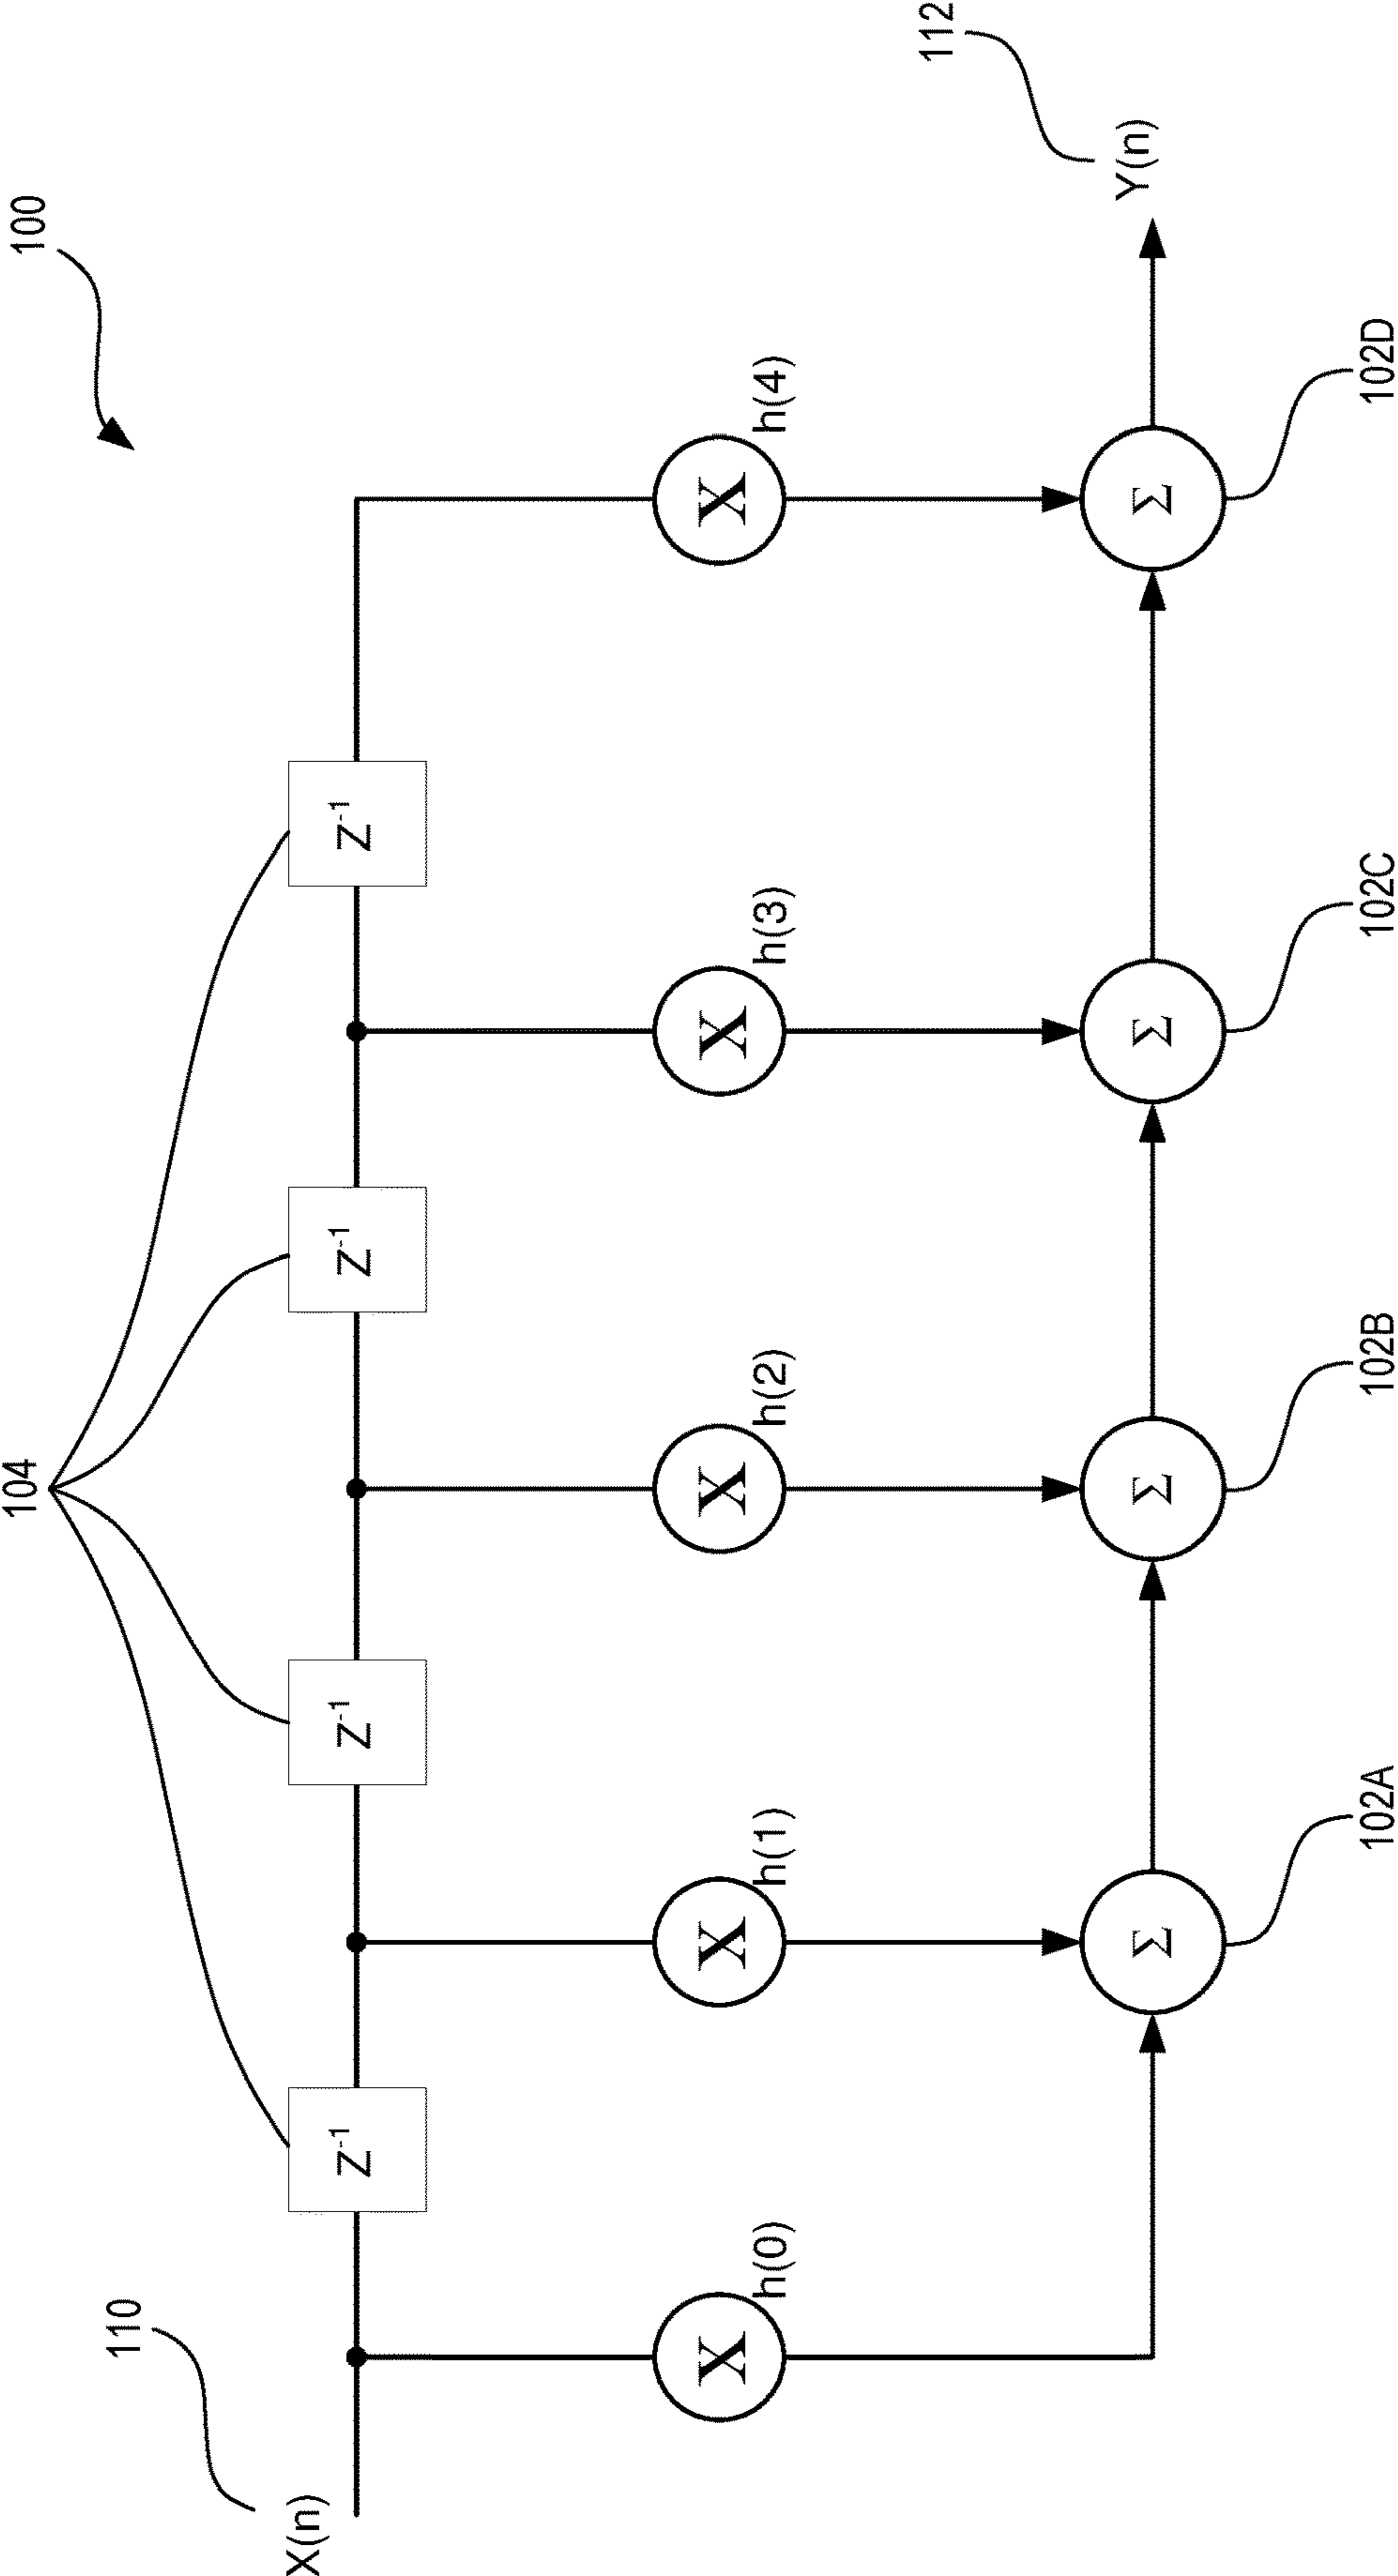 100
104
110
X(n)
Z-1
Z-1
Z-1
Z-1
X
h(0)
X
h(1)
X
h(2)
X
h(3)
X
h(4)
112
Σ
Σ
Σ
Σ
Y(n)
102A
102B
102C
102D